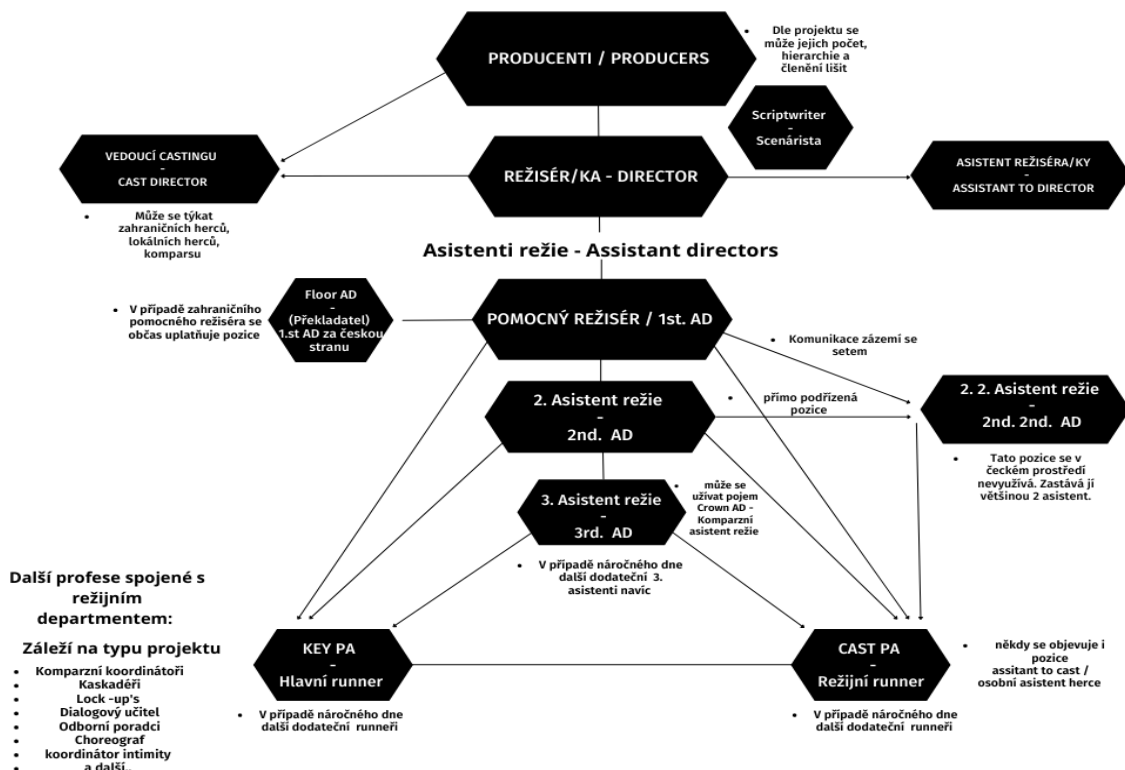 PRODUCENTI / PRODUCERS
Dle projektu se
může jejich počet,
hierarchie a
členění lišit
Scriptwriter
–
Scenárista
VEDOUCÍ CASTINGU
–
CAST DIRECTOR
REŽISÉR/KA – DIRECTOR
ASISTENT REŽISÉRA/KY
–
ASSISTANT TO DIRECTOR
Může se týkat
zahraničních herců,
lokálních herců,
komparsu
Asistenti režie - Assistant directors
V případě zahraničního
pomocného režiséra se
občas uplatňuje pozice
Floor AD
–
(Překladatel)
1.st AD za českou
stranu
POMOCNÝ REŽISÉR / 1st. AD
Komunikace zázemí se
setem
2. Asistent režie
–
2nd. AD
přímo podřízená
pozice
2. 2. Asistent režie
–
2nd. 2nd. AD
Tato pozice se v
českém prostředí
nevyužívá. Zastává jí
většinou 2 asistent.
3. Asistent režie
–
3rd. AD
může se
užívat pojem
Crown AD –
Komparzní
asistent režie
V případě náročného dne
další dodateční 3.
asistenti navíc
Další profese spojené s
režijním
departmentem:
Záleží na typu projektu
Komparzní koordinátoři
Kaskadéři
Lock -up's
Dialogový učitel
Odborní poradci
Choreograf
koordinátor intimity
a další..
KEY PA
–
Hlavní runner
V případě náročného dne
další dodateční runneři
CAST PA
–
Režijní runner
V případě náročného dne
další dodateční runneři
někdy se objevuje i
pozice
assitant to cast /
osobní asistent herce